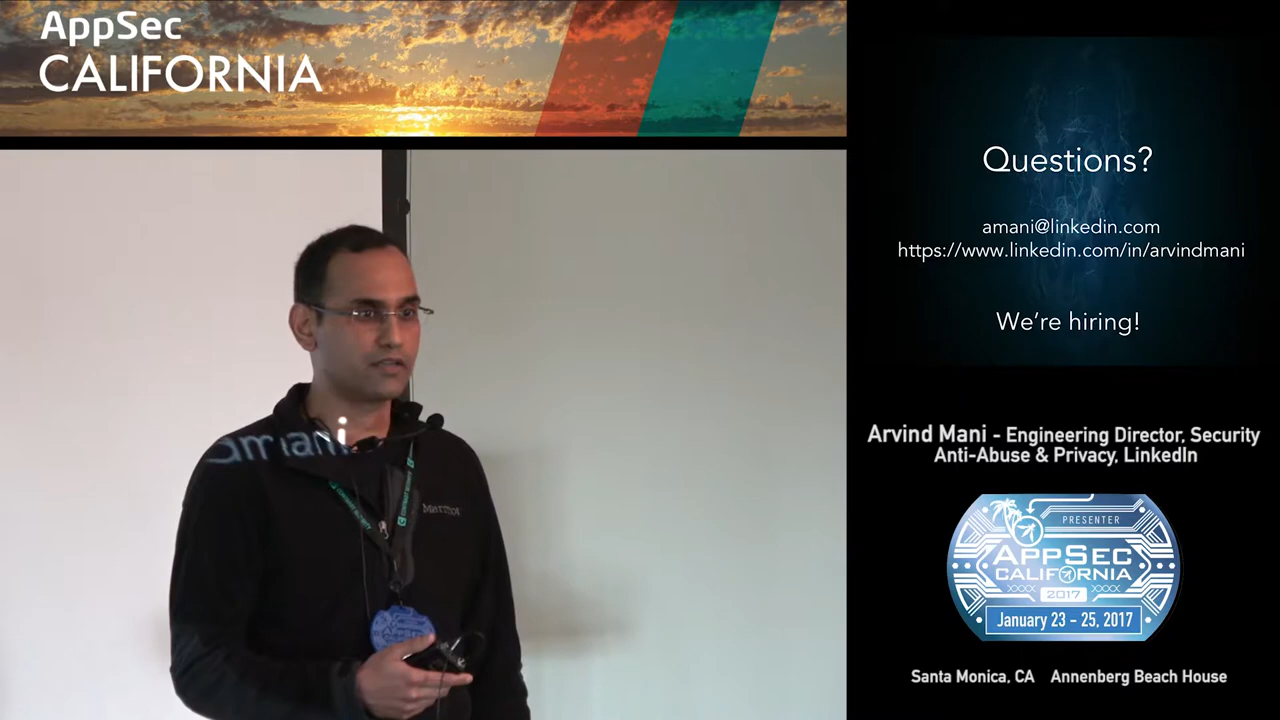 AppSec
CALIFORNIA
Questions?
amani@linkedin.com
https://www.linkedin.com/in/arvindmani
We're hiring!
amani
Marmot
Arvind Mani - Engineering Director, Security
Anti-Abuse & Privacy, LinkedIn
PRESENTER
APPSEC
CALIFORNIA
2017
January 23 - 25, 2017
Santa Monica, CA Annenberg Beach House